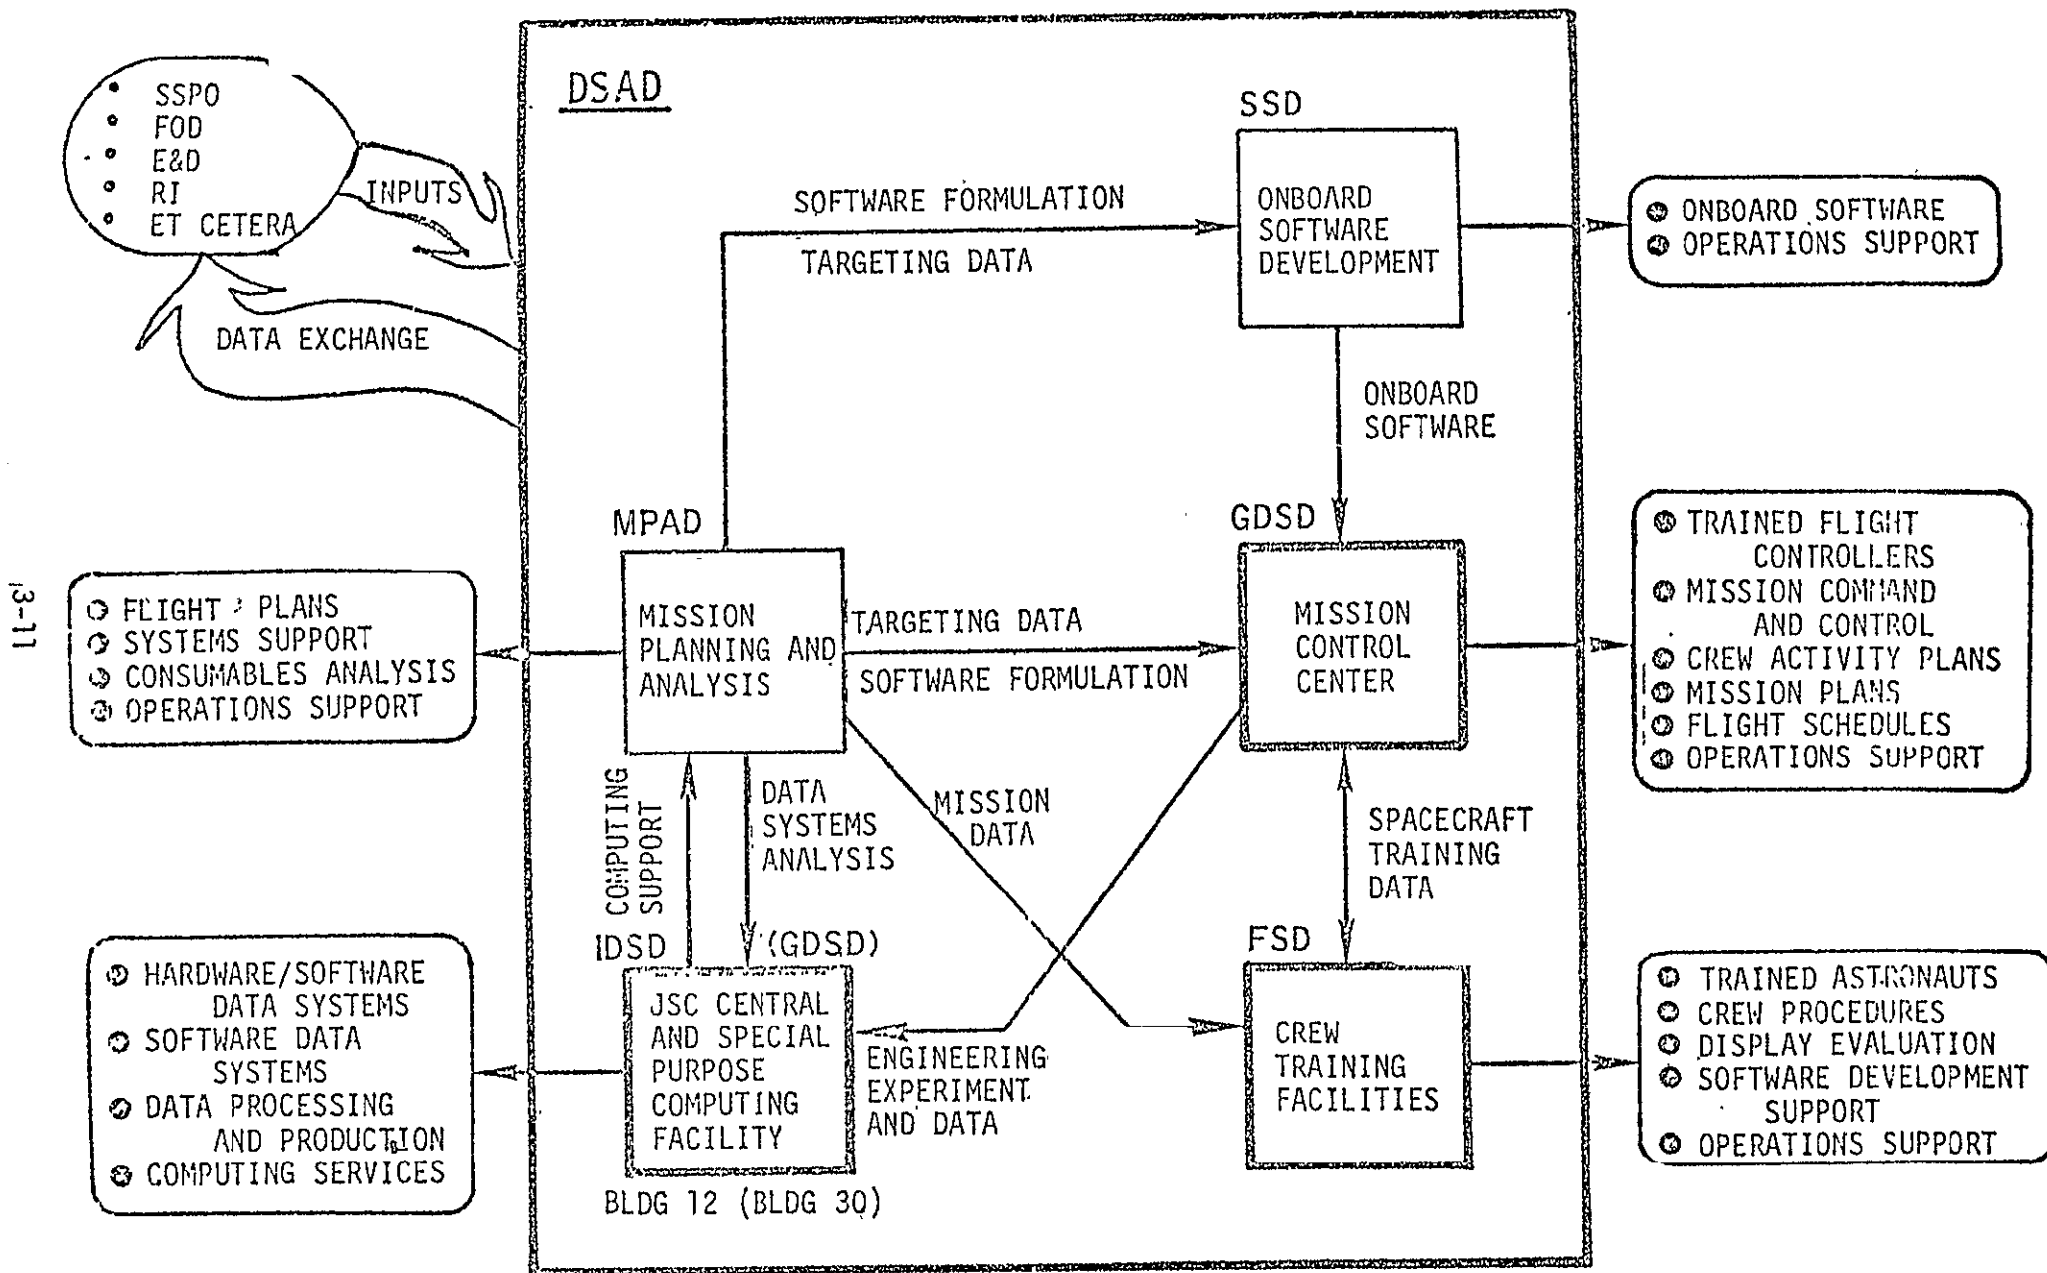 DSAD
• SSPO
• FOD
• E&D
• RI
• ET CETERA
INPUTS
DATA EXCHANGE
SSD
ONBOARD
SOFTWARE
DEVELOPMENT
SOFTWARE FORMULATION
TARGETING DATA
• ONBOARD SOFTWARE
• OPERATIONS SUPPORT
ONBOARD
SOFTWARE
MPAD
MISSION
PLANNING AND
ANALYSIS
TARGETING DATA
SOFTWARE FORMULATION
GDSD
MISSION
CONTROL
CENTER
• TRAINED FLIGHT
CONTROLLERS
• MISSION COMMAND
AND CONTROL
• CREW ACTIVITY PLANS
• MISSION PLANS
• FLIGHT SCHEDULES
• OPERATIONS SUPPORT
• FLIGHT PLANS
• SYSTEMS SUPPORT
• CONSUMABLES ANALYSIS
• OPERATIONS SUPPORT
3-11
COMPUTING
SUPPORT
DATA
SYSTEMS
ANALYSIS
MISSION
DATA
SPACECRAFT
TRAINING
DATA
IDSD (GDSD)
JSC CENTRAL
AND SPECIAL
PURPOSE
COMPUTING
FACILITY
BLDG 12 (BLDG 30)
ENGINEERING
EXPERIMENT
AND DATA
FSD
CREW
TRAINING
FACILITIES
• HARDWARE/SOFTWARE
DATA SYSTEMS
• SOFTWARE DATA
SYSTEMS
• DATA PROCESSING
AND PRODUCTION
• COMPUTING SERVICES
• TRAINED ASTRONAUTS
• CREW PROCEDURES
• DISPLAY EVALUATION
• SOFTWARE DEVELOPMENT
SUPPORT
• OPERATIONS SUPPORT